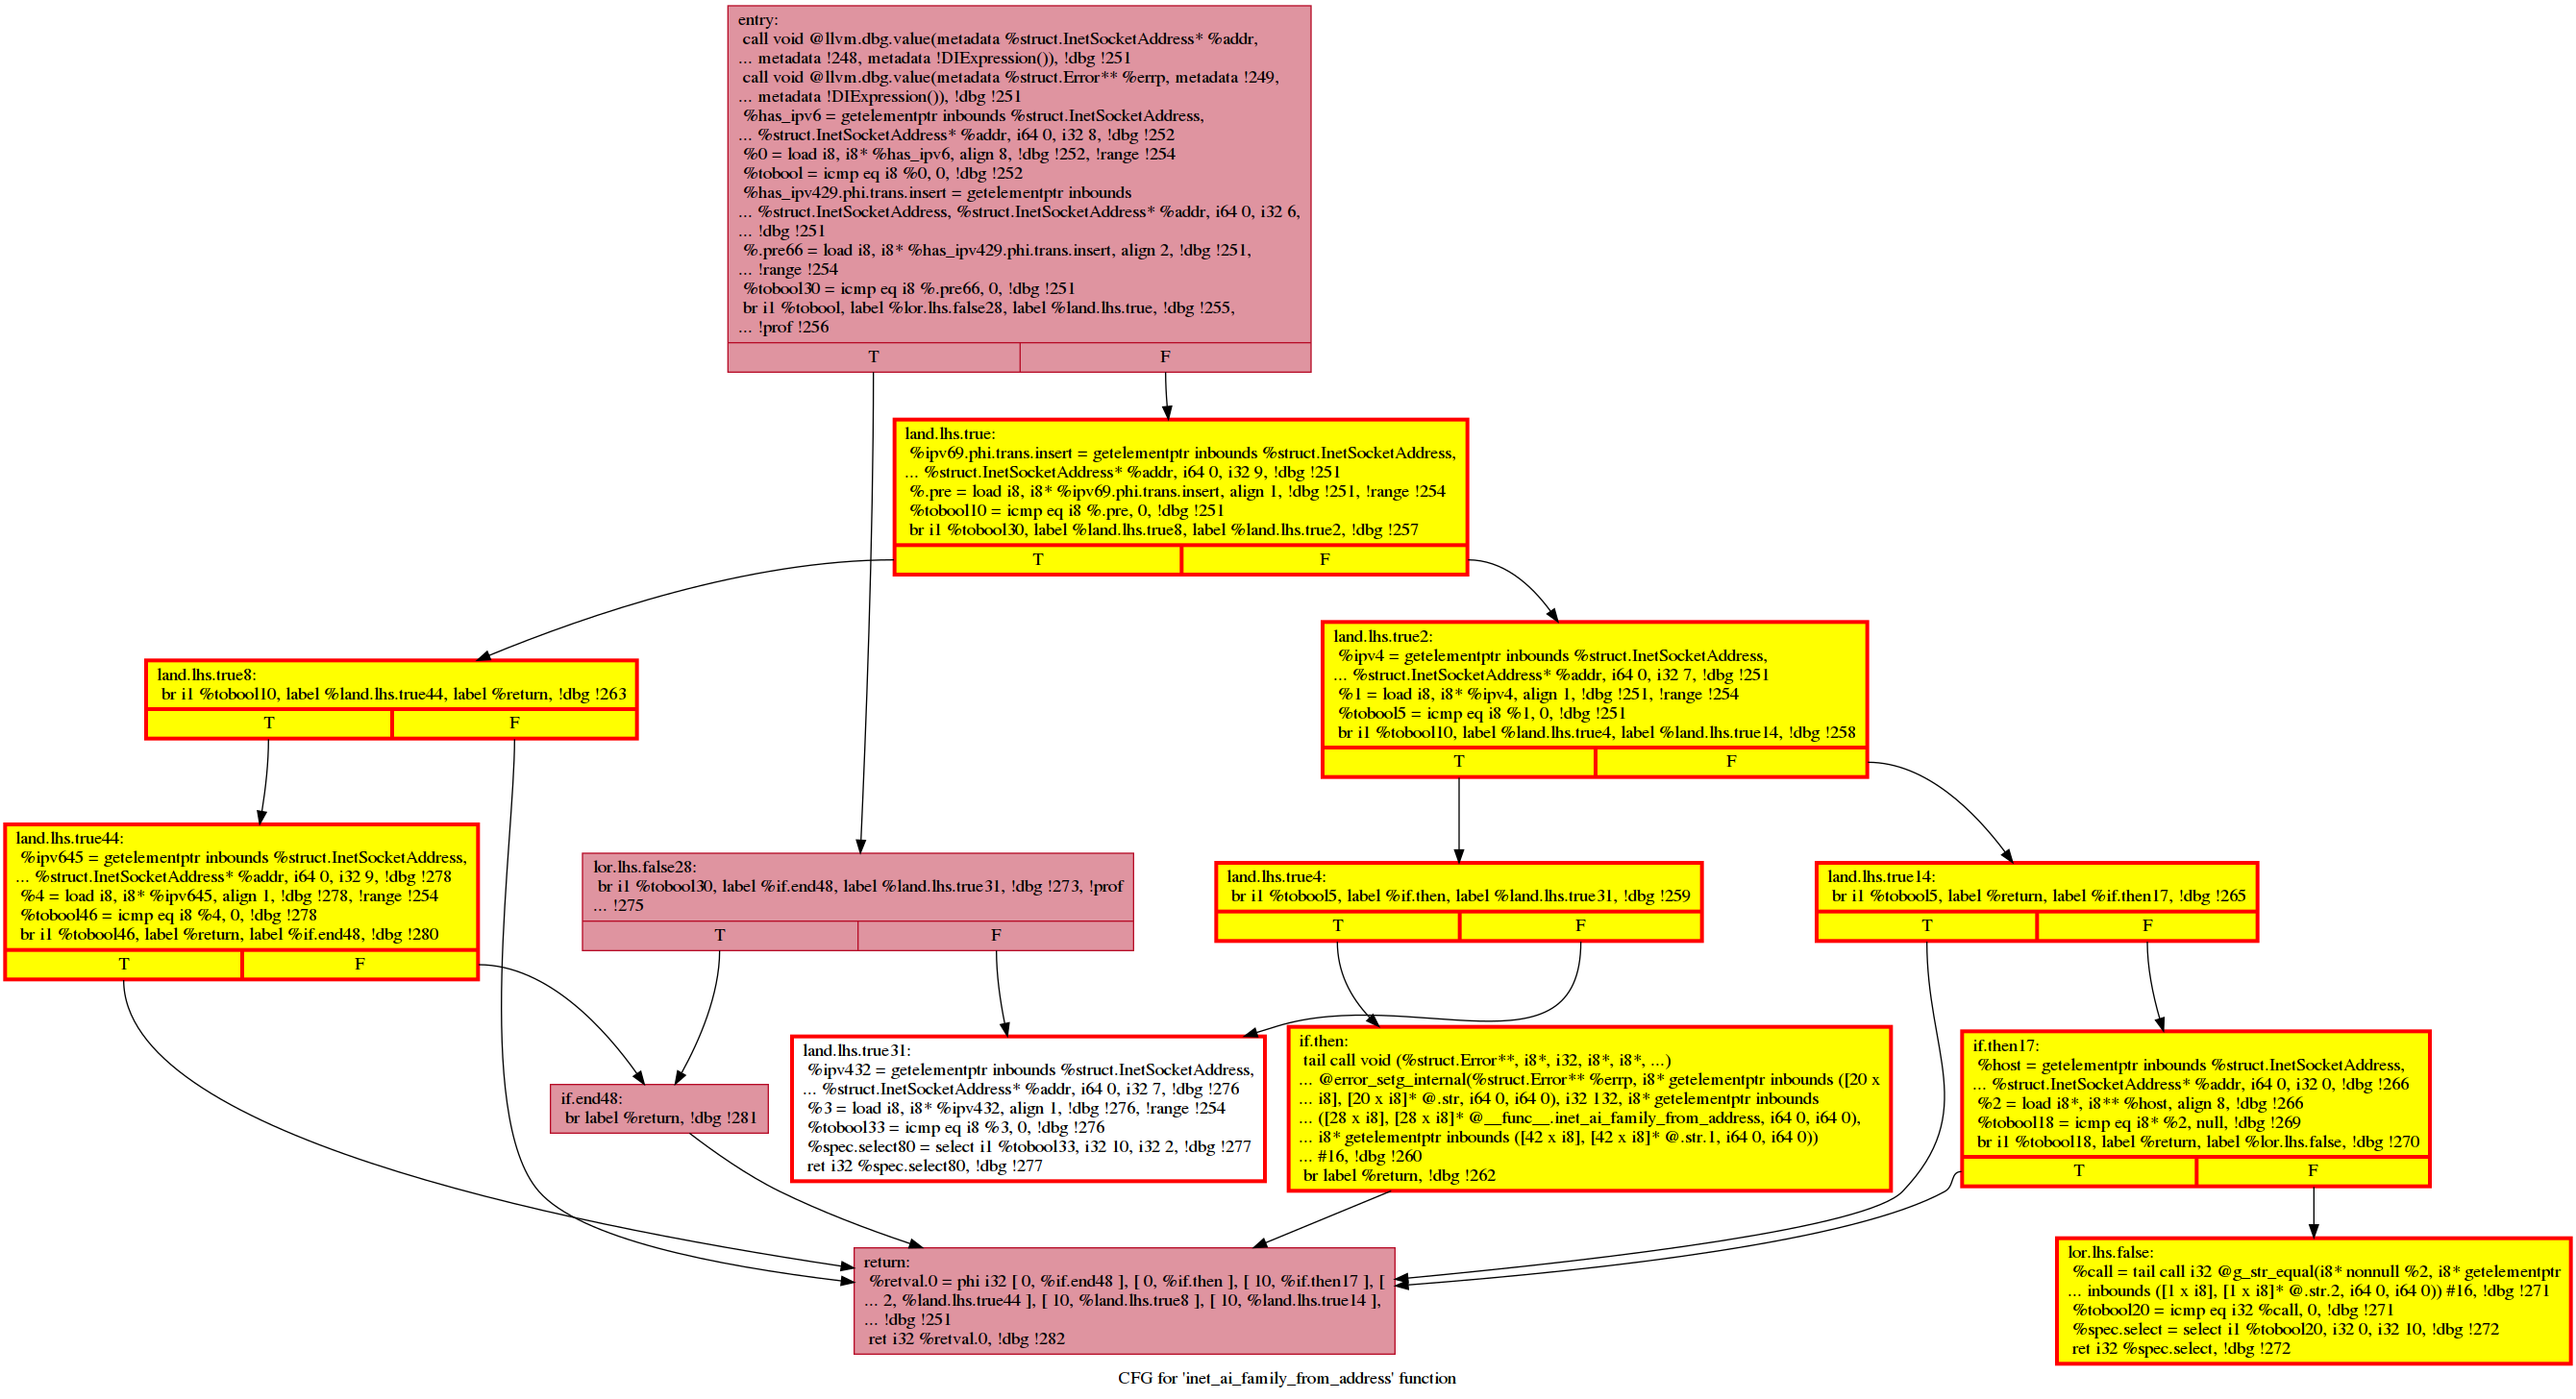 entry:
call void @llvm.dbg.value(metadata %struct.InetSocketAddress* %addr,
... metadata !248, metadata !DIExpression()), !dbg !251
call void @llvm.dbg.value(metadata %struct.Error** %errp, metadata !249,
... metadata !DIExpression()), !dbg !251
%has_ipv6 = getelementptr inbounds %struct.InetSocketAddress,
... %struct.InetSocketAddress* %addr, i64 0, i32 8, !dbg !252
%0 = load i8, i8* %has_ipv6, align 8, !dbg !252, !range !254
%tobool = icmp eq i8 %0, 0, !dbg !252
%has_ipv429.phi.trans.insert = getelementptr inbounds
... %struct.InetSocketAddress, %struct.InetSocketAddress* %addr, i64 0, i32 6,
... !dbg !251
%.pre66 = load i8, i8* %has_ipv429.phi.trans.insert, align 2, !dbg !251,
... !range !254
%tobool30 = icmp eq i8 %.pre66, 0, !dbg !251
br i1 %tobool, label %lor.lhs.false28, label %land.lhs.true, !dbg !255,
... !prof !256
T F
land.lhs.true:
%ipv69.phi.trans.insert = getelementptr inbounds %struct.InetSocketAddress,
... %struct.InetSocketAddress* %addr, i64 0, i32 9, !dbg !251
%.pre = load i8, i8* %ipv69.phi.trans.insert, align 1, !dbg !251, !range !254
%tobool10 = icmp eq i8 %.pre, 0, !dbg !251
br i1 %tobool30, label %land.lhs.true8, label %land.lhs.true2, !dbg !257
T F
land.lhs.true2:
%ipv4 = getelementptr inbounds %struct.InetSocketAddress,
... %struct.InetSocketAddress* %addr, i64 0, i32 7, !dbg !251
%1 = load i8, i8* %ipv4, align 1, !dbg !251, !range !254
%tobool5 = icmp eq i8 %1, 0, !dbg !251
br i1 %tobool10, label %land.lhs.true4, label %land.lhs.true14, !dbg !258
T F
land.lhs.true8:
br i1 %tobool10, label %land.lhs.true44, label %return, !dbg !263
T F
land.lhs.true44:
%ipv645 = getelementptr inbounds %struct.InetSocketAddress,
... %struct.InetSocketAddress* %addr, i64 0, i32 9, !dbg !278
%4 = load i8, i8* %ipv645, align 1, !dbg !278, !range !254
%tobool46 = icmp eq i8 %4, 0, !dbg !278
br i1 %tobool46, label %return, label %if.end48, !dbg !280
T F
lor.lhs.false28:
br i1 %tobool30, label %if.end48, label %land.lhs.true31, !dbg !273, !prof
... !275
T F
land.lhs.true4:
br i1 %tobool5, label %if.then, label %land.lhs.true31, !dbg !259
T F
land.lhs.true14:
br i1 %tobool5, label %return, label %if.then17, !dbg !265
T F
if.end48:
br label %return, !dbg !281
land.lhs.true31:
%ipv432 = getelementptr inbounds %struct.InetSocketAddress,
... %struct.InetSocketAddress* %addr, i64 0, i32 7, !dbg !276
%3 = load i8, i8* %ipv432, align 1, !dbg !276, !range !254
%tobool33 = icmp eq i8 %3, 0, !dbg !276
%spec.select80 = select i1 %tobool33, i32 10, i32 2, !dbg !277
ret i32 %spec.select80, !dbg !277
if.then:
tail call void (%struct.Error**, i8*, i32, i8*, i8*, ...)
... @error_setg_internal(%struct.Error** %errp, i8* getelementptr inbounds ([20 x
... i8], [20 x i8]* @.str, i64 0, i64 0), i32 132, i8* getelementptr inbounds
... ([28 x i8], [28 x i8]* @__func__.inet_ai_family_from_address, i64 0, i64 0),
... i8* getelementptr inbounds ([42 x i8], [42 x i8]* @.str.1, i64 0, i64 0))
... #16, !dbg !260
br label %return, !dbg !262
if.then17:
%host = getelementptr inbounds %struct.InetSocketAddress,
... %struct.InetSocketAddress* %addr, i64 0, i32 0, !dbg !266
%2 = load i8*, i8** %host, align 8, !dbg !266
%tobool18 = icmp eq i8* %2, null, !dbg !269
br i1 %tobool18, label %return, label %lor.lhs.false, !dbg !270
T F
return:
%retval.0 = phi i32 [ 0, %if.end48 ], [ 0, %if.then ], [ 10, %if.then17 ], [
... 2, %land.lhs.true44 ], [ 10, %land.lhs.true8 ], [ 10, %land.lhs.true14 ],
... !dbg !251
ret i32 %retval.0, !dbg !282
lor.lhs.false:
%call = tail call i32 @g_str_equal(i8* nonnull %2, i8* getelementptr
... inbounds ([1 x i8], [1 x i8]* @.str.2, i64 0, i64 0)) #16, !dbg !271
%tobool20 = icmp eq i32 %call, 0, !dbg !271
%spec.select = select i1 %tobool20, i32 0, i32 10, !dbg !272
ret i32 %spec.select, !dbg !272
CFG for 'inet_ai_family_from_address' function